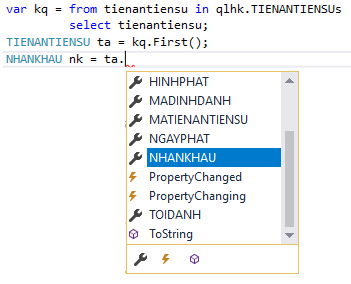 var kq = from tienantiensu in qlhk.TIENANTIENSUs
select tienantiensu;
TIENANTIENSU ta = kq.First();
NHANKHAU nk = ta.
HINHPHAT
MADINHDANH
MATIENANTIENSU
NGAYPHAT
NHANKHAU
PropertyChanged
PropertyChanging
TOIDANH
ToString